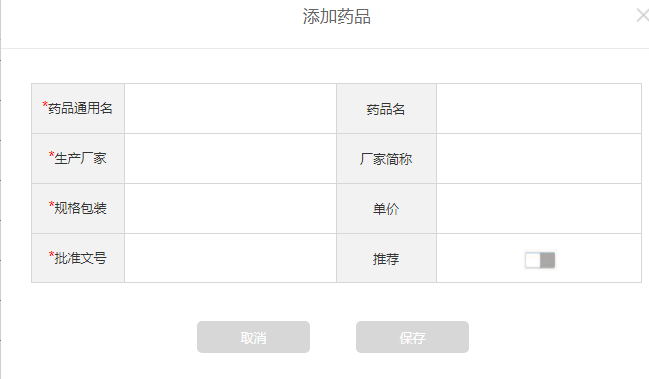 添加药品
*药品通用名 药品名
*生产厂家 厂家简称
*规格包装 单价
*批准文号 推荐
取消 保存